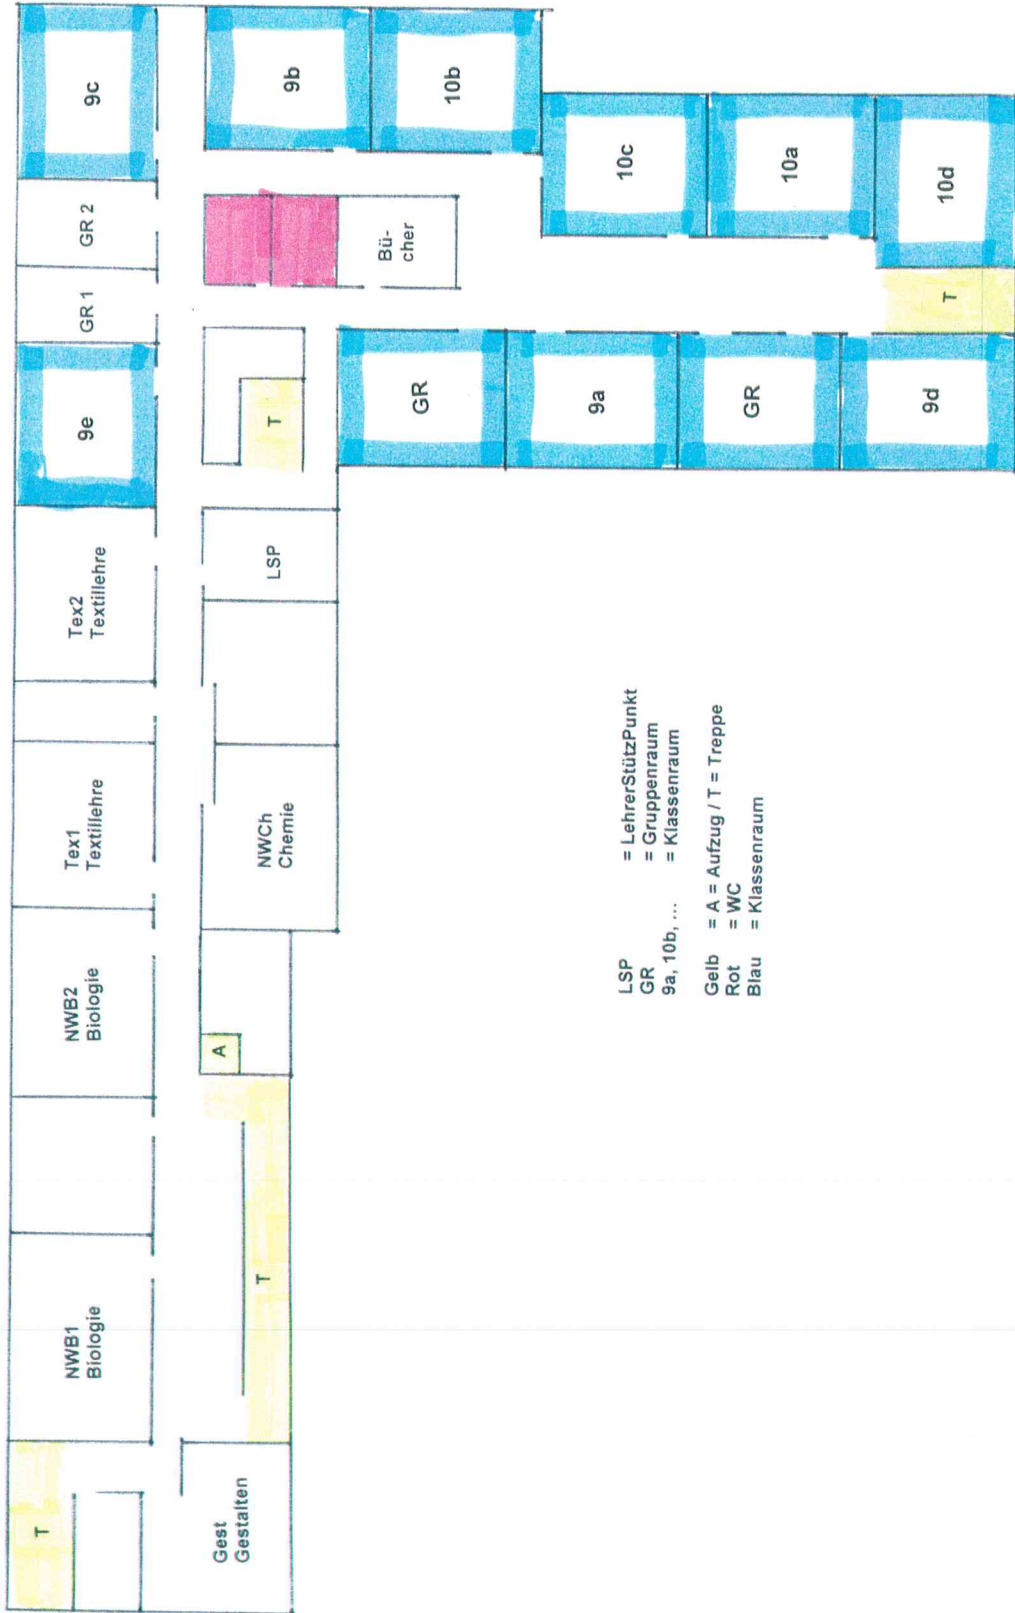 T
NWB1
Biologie
NWB2
Biologie
Tex1
Textillehre
Tex2
Textillehre
9e
GR 1
GR 2
9c
Gest
Gestalten
T
A
NWCh
Chemie
LSP
T
Bü-
cher
9b
10b
GR
9a
GR
9d
T
10c
10a
10d
LSP = LehrerStützPunkt
GR = Gruppenraum
9a, 10b, ... = Klassenraum
Gelb = A = Aufzug / T = Treppe
Rot = WC
Blau = Klassenraum